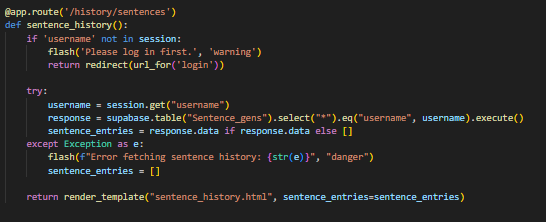 @app.route('/history/sentences')
def sentence_history():
    if 'username' not in session:
        flash('Please log in first.', 'warning')
        return redirect(url_for('login'))

    try:
        username = session.get("username")
        response = supabase.table("Sentence_gens").select("*").eq("username", username).execute()
        sentence_entries = response.data if response.data else []
    except Exception as e:
        flash(f"Error fetching sentence history: {str(e)}", "danger")
        sentence_entries = []

    return render_template("sentence_history.html", sentence_entries=sentence_entries)